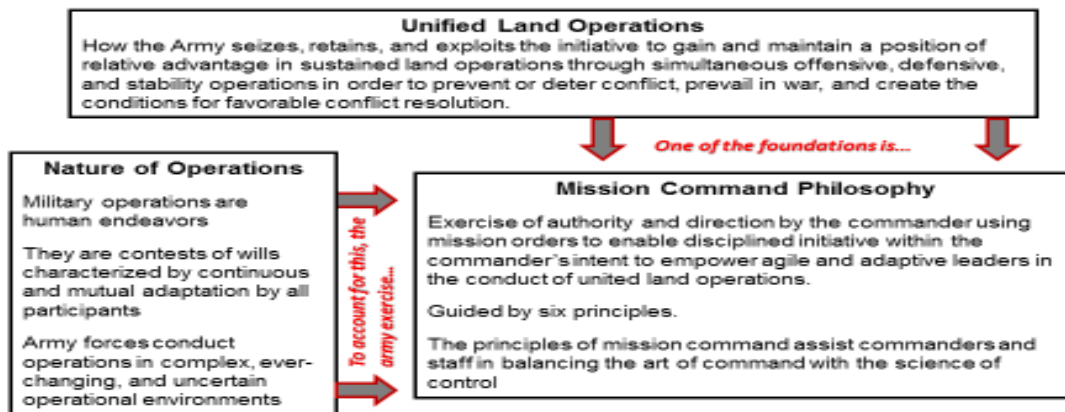 Unified Land Operations
How the Army seizes, retains, and exploits the initiative to gain and maintain a position of
relative advantage in sustained land operations through simultaneous offensive, defensive,
and stability operations in order to prevent or deter conflict, prevail in war, and create the
conditions for favorable conflict resolution.
One of the foundations is...
Nature of Operations
Military operations are
human endeavors
They are contests of wills
characterized by continuous
and mutual adaptation by all
participants
Army forces conduct
operations in complex, ever-
changing, and uncertain
operational environments
To account for this, the
army exercise...
Mission Command Philosophy
Exercise of authority and direction by the commander using
mission orders to enable disciplined initiative within the
commander's intent to empower agile and adaptive leaders in
the conduct of united land operations.
Guided by six principles.
The principles of mission command assist commanders and
staff in balancing the art of command with the science of
control